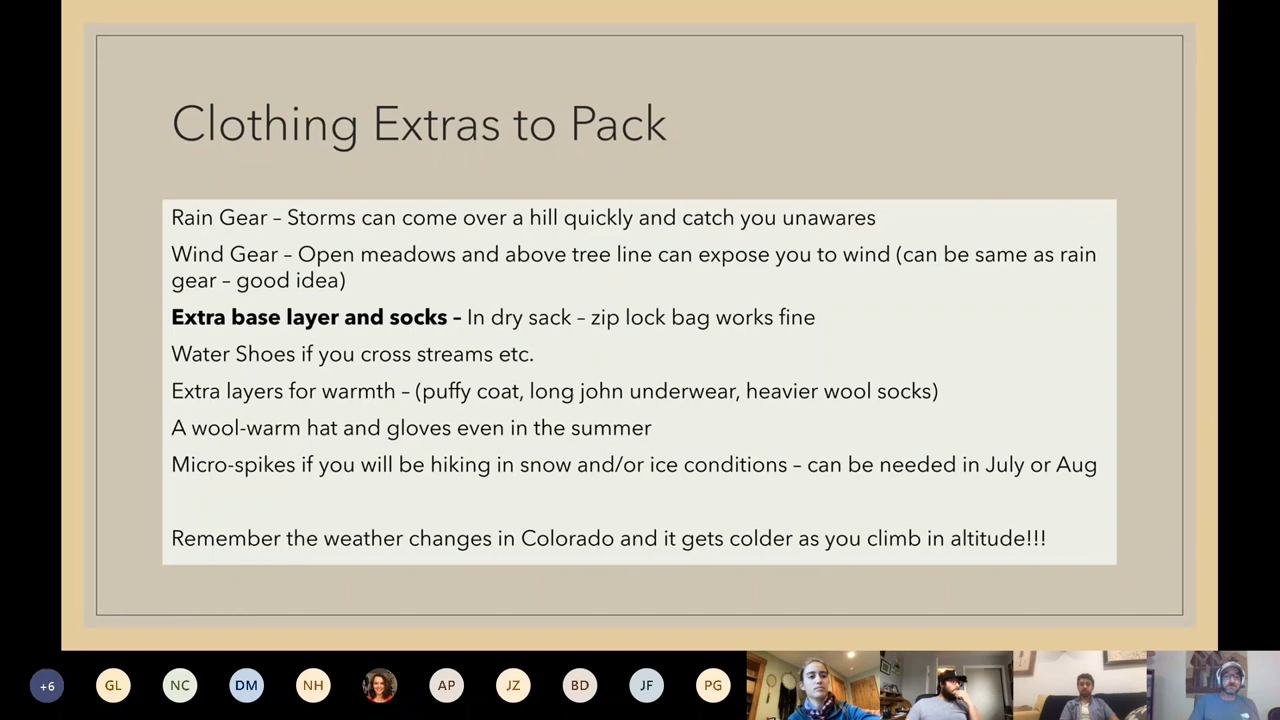 Clothing Extras to Pack
Rain Gear – Storms can come over a hill quickly and catch you unawares
Wind Gear – Open meadows and above tree line can expose you to wind (can be same as rain
gear – good idea)
Extra base layer and socks – In dry sack – zip lock bag works fine
Water Shoes if you cross streams etc.
Extra layers for warmth – (puffy coat, long john underwear, heavier wool socks)
A wool-warm hat and gloves even in the summer
Micro-spikes if you will be hiking in snow and/or ice conditions – can be needed in July or Aug
Remember the weather changes in Colorado and it gets colder as you climb in altitude!!!
+6 GL NC DM NH AP JZ BD JF PG